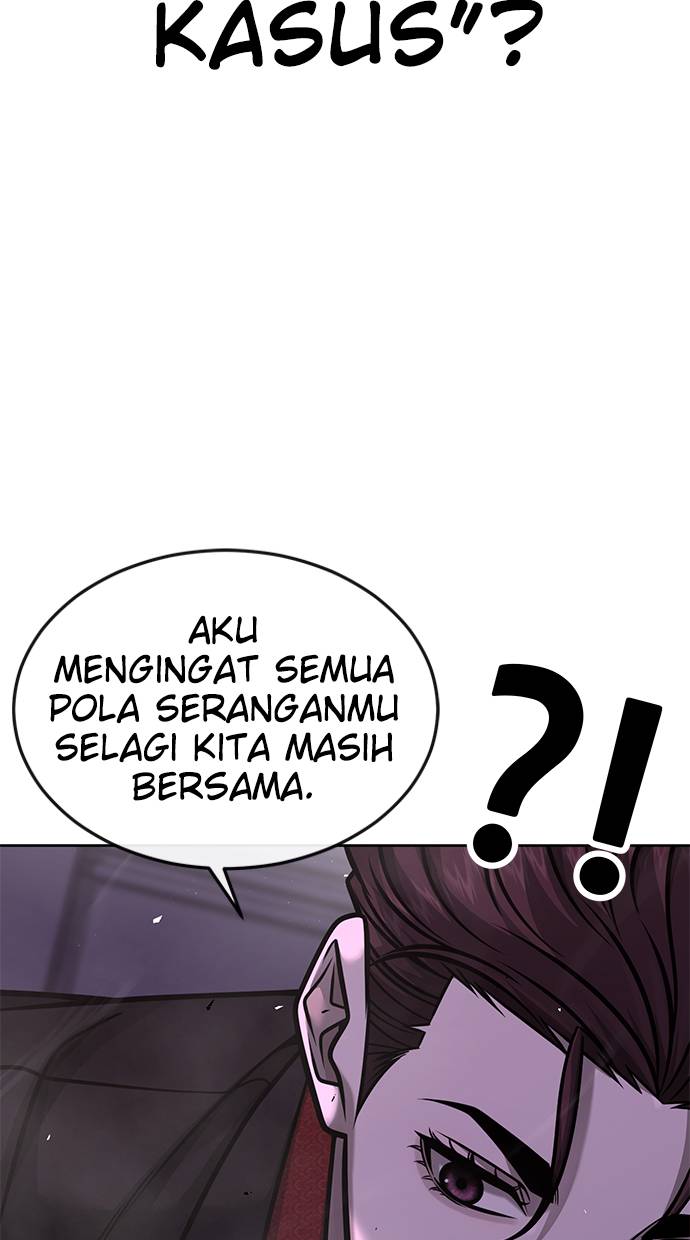 KASUS"?
AKU
MENGINGAT SEMUA
POLA SERANGANMU
SELAGI KITA MASIH
BERSAMA.
?!